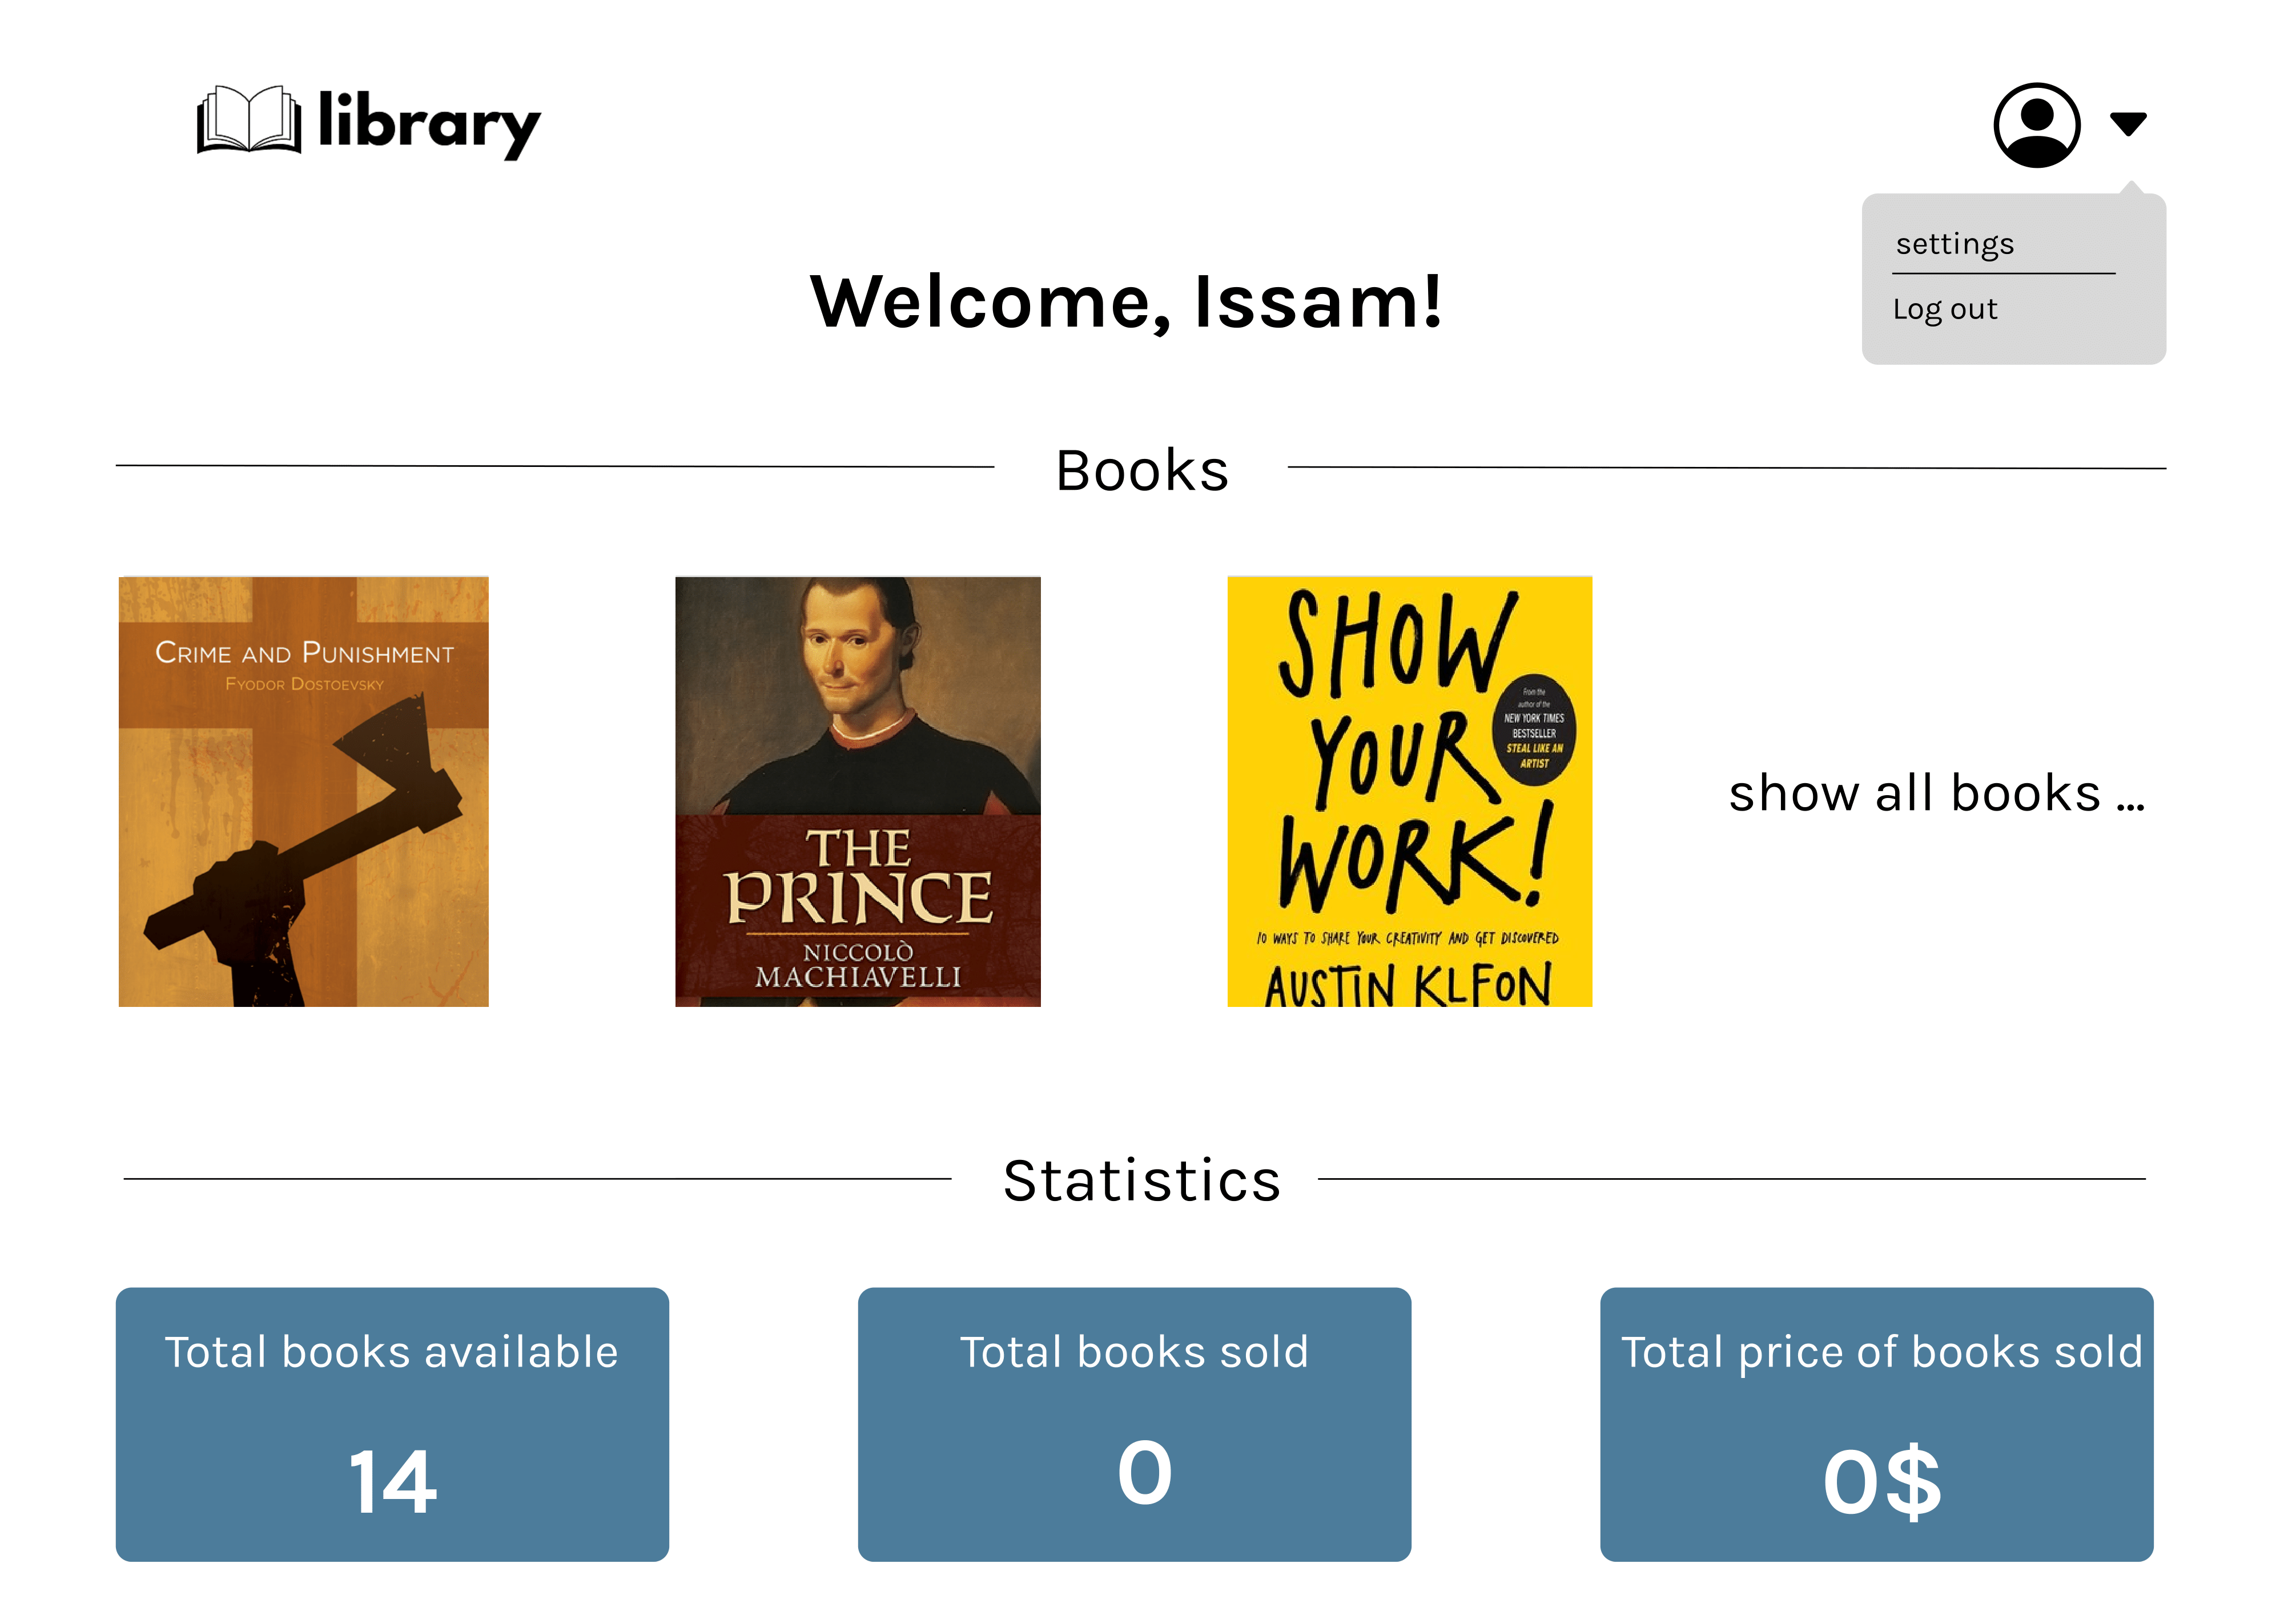 library
settings
Log out
Welcome, Issam!
Books
CRIME AND PUNISHMENT
FYODOR DOSTOEVSKY
THE
PRINCE
NICCOLÒ
MACHIAVELLI
SHOW
YOUR
WORK!
From the
author of the
NEW YORK TIMES
BESTSELLER
STEAL LIKE AN
ARTIST
10 WAYS TO SHARE YOUR CREATIVITY AND GET DISCOVERED
AUSTIN KLEON
show all books ...
Statistics
Total books available
14
Total books sold
0
Total price of books sold
0$